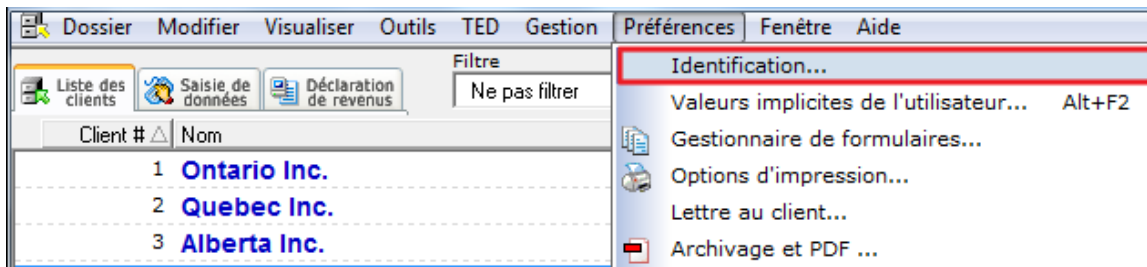 Dossier Modifier Visualiser Outils TED Gestion Préférences Fenêtre Aide
Liste des clients Saisie de données Déclaration de revenus
Filtre
Ne pas filtrer
Client # Nom
1 Ontario Inc.
2 Quebec Inc.
3 Alberta Inc.
Identification...
Valeurs implicites de l'utilisateur... Alt+F2
Gestionnaire de formulaires...
Options d'impression...
Lettre au client...
Archivage et PDF ...